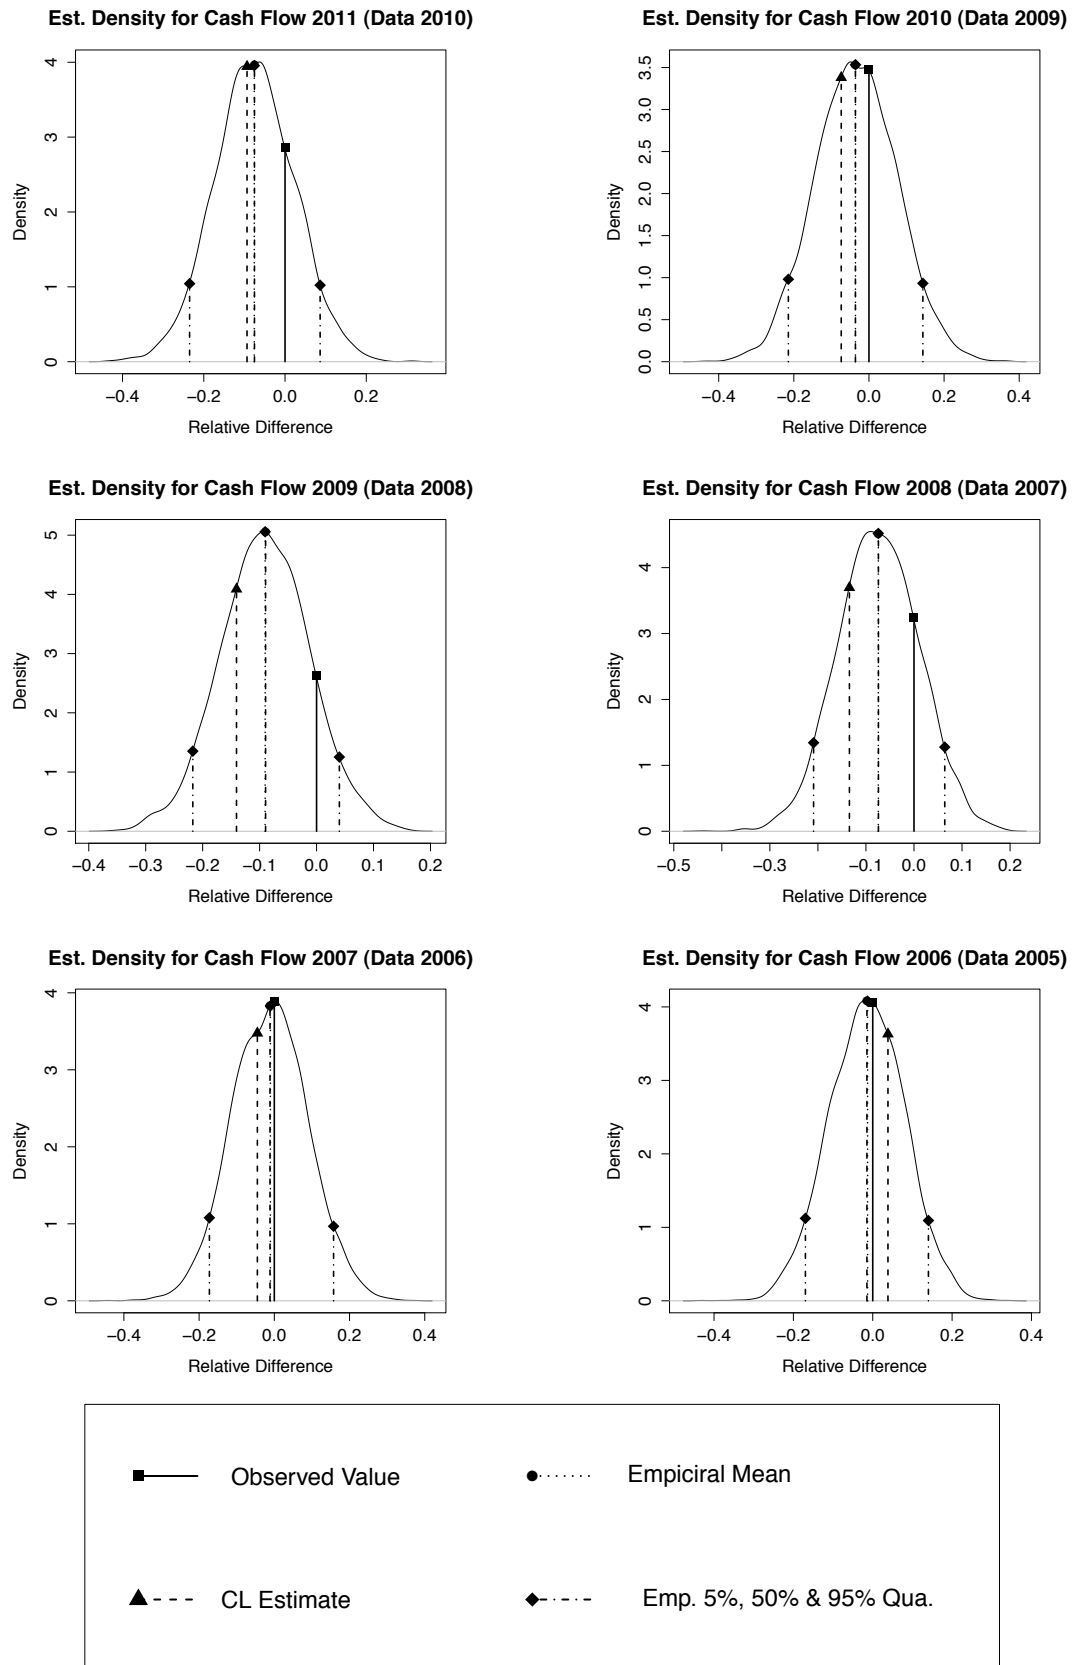 Est. Density for Cash Flow 2011 (Data 2010)
Density
0 1 2 3 4
−0.4 −0.2 0.0 0.2
Relative Difference
Est. Density for Cash Flow 2010 (Data 2009)
Density
0.0 0.5 1.0 1.5 2.0 2.5 3.0 3.5
−0.4 −0.2 0.0 0.2 0.4
Relative Difference
Est. Density for Cash Flow 2009 (Data 2008)
Density
0 1 2 3 4 5
−0.4 −0.3 −0.2 −0.1 0.0 0.1 0.2
Relative Difference
Est. Density for Cash Flow 2008 (Data 2007)
Density
0 1 2 3 4
−0.5 −0.3 −0.1 0.0 0.1 0.2
Relative Difference
Est. Density for Cash Flow 2007 (Data 2006)
Density
0 1 2 3 4
−0.4 −0.2 0.0 0.2 0.4
Relative Difference
Est. Density for Cash Flow 2006 (Data 2005)
Density
0 1 2 3 4
−0.4 −0.2 0.0 0.2 0.4
Relative Difference
Observed Value
Empiciral Mean
CL Estimate
Emp. 5%, 50% & 95% Qua.